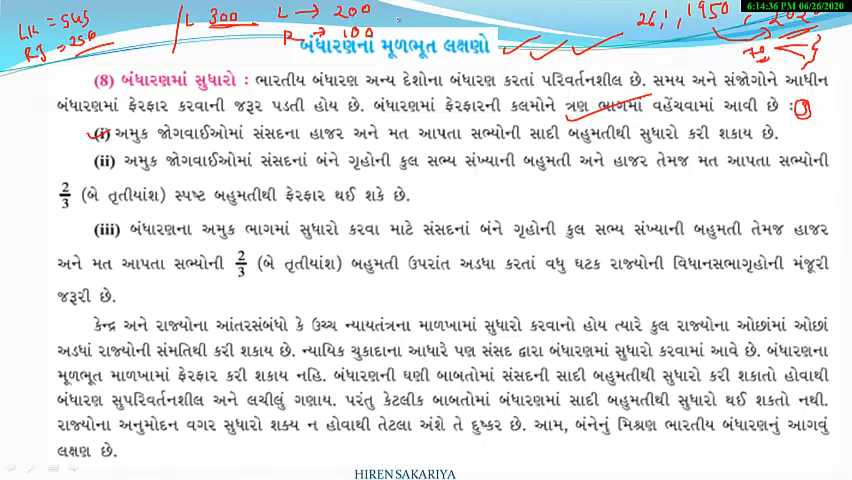 6:14:36 PM 06/26/2020
LK = 545
RJ = 250
L 300
L → 200
R → 100
26, 1, 1950
બંધારણના મૂળભૂત લક્ષણો
(8) બંધારણમાં સુધારો : ભારતીય બંધારણ અન્ય દેશોના બંધારણ કરતાં પરિવર્તનશીલ છે. સમય અને સંજોગોને આધીન
બંધારણમાં ફેરફાર કરવાની જરૂર પડતી હોય છે. બંધારણમાં ફેરફારની કલમોને ત્રણ ભાગમાં વહેંચવામાં આવી છે : 3
(i) અમુક જોગવાઈઓમાં સંસદના હાજર અને મત આપતા સભ્યોની સાદી બહુમતીથી સુધારો કરી શકાય છે.
(ii) અમુક જોગવાઈઓમાં સંસદનાં બંને ગૃહોની કુલ સભ્ય સંખ્યાની બહુમતી અને હાજર તેમજ મત આપતા સભ્યોની
2/3 (બે તૃતીયાંશ) સ્પષ્ટ બહુમતીથી ફેરફાર થઈ શકે છે.
(iii) બંધારણના અમુક ભાગમાં સુધારો કરવા માટે સંસદનાં બંને ગૃહોની કુલ સભ્ય સંખ્યાની બહુમતી તેમજ હાજર
અને મત આપતા સભ્યોની 2/3 (બે તૃતીયાંશ) બહુમતી ઉપરાંત અડધા કરતાં વધુ ઘટક રાજ્યોની વિધાનસભાગૃહોની મંજૂરી
જરૂરી છે.
કેન્દ્ર અને રાજ્યોના આંતરસંબંધો કે ઉચ્ચ ન્યાયતંત્રના માળખામાં સુધારો કરવાનો હોય ત્યારે કુલ રાજ્યોના ઓછાંમાં ઓછાં
અડધાં રાજ્યોની સંમતિથી કરી શકાય છે. ન્યાયિક ચુકાદાના આધારે પણ સંસદ દ્વારા બંધારણમાં સુધારો કરવામાં આવે છે. બંધારણના
મૂળભૂત માળખામાં ફેરફાર કરી શકાય નહિ. બંધારણની ઘણી બાબતોમાં સંસદની સાદી બહુમતીથી સુધારો કરી શકાતો હોવાથી
બંધારણ સુપરિવર્તનશીલ અને લચીલું ગણાય. પરંતુ કેટલીક બાબતોમાં બંધારણમાં સાદી બહુમતીથી સુધારો થઈ શકતો નથી.
રાજ્યોના અનુમોદન વગર સુધારો શક્ય ન હોવાથી તેટલા અંશે તે દુષ્કર છે. આમ, બંનેનું મિશ્રણ ભારતીય બંધારણનું આગવું
લક્ષણ છે.
HIREN SAKARIYA